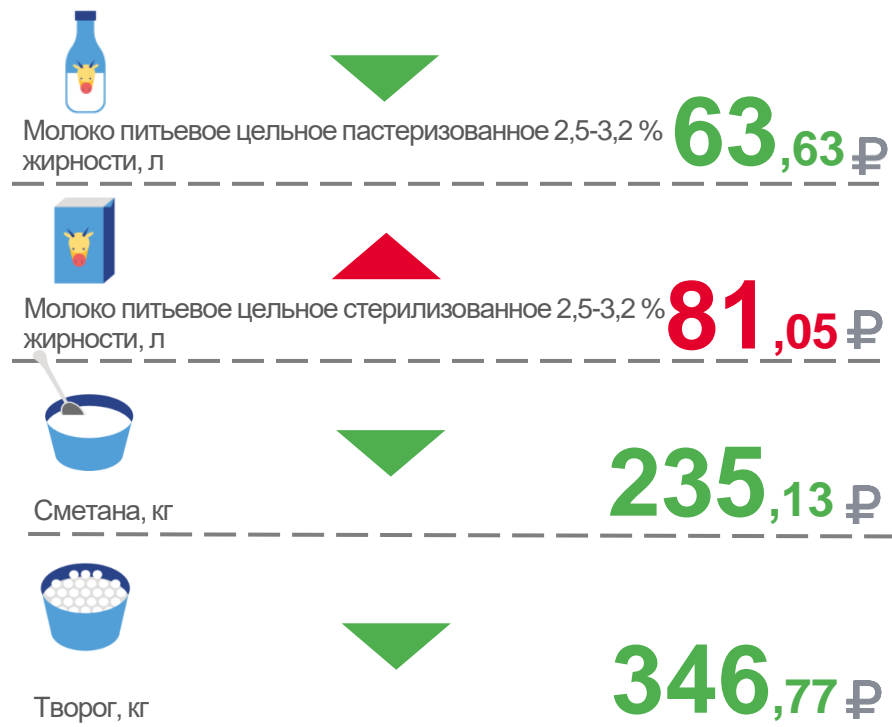 Молоко питьевое цельное пастеризованное 2,5-3,2 % 63,63 ₽
жирности, л
Молоко питьевое цельное стерилизованное 2,5-3,2 % 81,05 ₽
жирности, л
Сметана, кг 235,13 ₽
Творог, кг 346,77 ₽